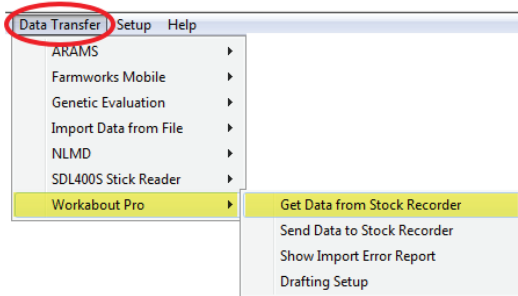 Data Transfer Setup Help
ARAMS
Farmworks Mobile
Genetic Evaluation
Import Data from File
NLMD
SDL400S Stick Reader
Workabout Pro
Get Data from Stock Recorder
Send Data to Stock Recorder
Show Import Error Report
Drafting Setup